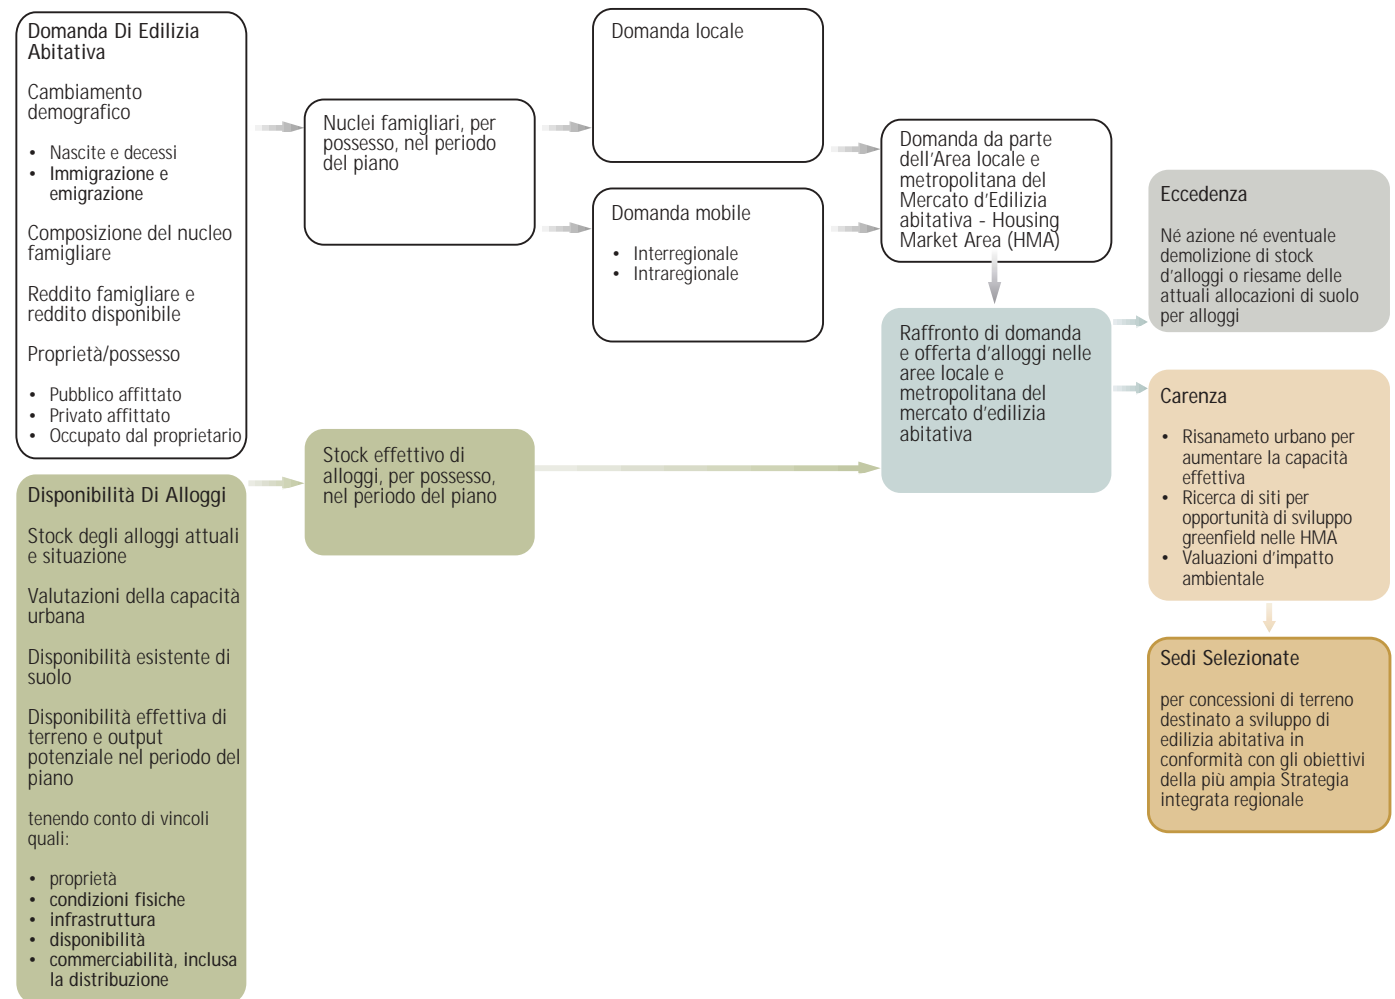 Domanda Di Edilizia
Abitativa
Cambiamento
demografico
• Nascite e decessi
• Immigrazione e
emigrazione
Composizione del nucleo
famigliare
Reddito famigliare e
reddito disponibile
Proprietà/possesso
• Pubblico affittato
• Privato affittato
• Occupato dal proprietario
Disponibilità Di Alloggi
Stock degli alloggi attuali
e situazione
Valutazioni della capacità
urbana
Disponibilità esistente di
suolo
Disponibilità effettiva di
terreno e output
potenziale nel periodo del
piano
tenendo conto di vincoli
quali:
• proprietà
• condizioni fisiche
• infrastruttura
• disponibilità
• commerciabilità, inclusa
la distribuzione
Nuclei famigliari, per
possesso, nel periodo
del piano
Stock effettivo di
alloggi, per possesso,
nel periodo del piano
Domanda locale
Domanda mobile
• Interregionale
• Intraregionale
Domanda da parte
dell'Area locale e
metropolitana del
Mercato d'Edilizia
abitativa - Housing
Market Area (HMA)
Raffronto di domanda
e offerta d'alloggi nelle
aree locale e
metropolitana del
mercato d'edilizia
abitativa
Eccedenza
Né azione né eventuale
demolizione di stock
d'alloggi o riesame delle
attuali allocazioni di suolo
per alloggi
Carenza
• Risanameto urbano per
aumentare la capacità
effettiva
• Ricerca di siti per
opportunità di sviluppo
greenfield nelle HMA
• Valuazioni d'impatto
ambientale
Sedi Selezionate
per concessioni di terreno
destinato a sviluppo di
edilizia abitativa in
conformità con gli obiettivi
della più ampia Strategia
integrata regionale